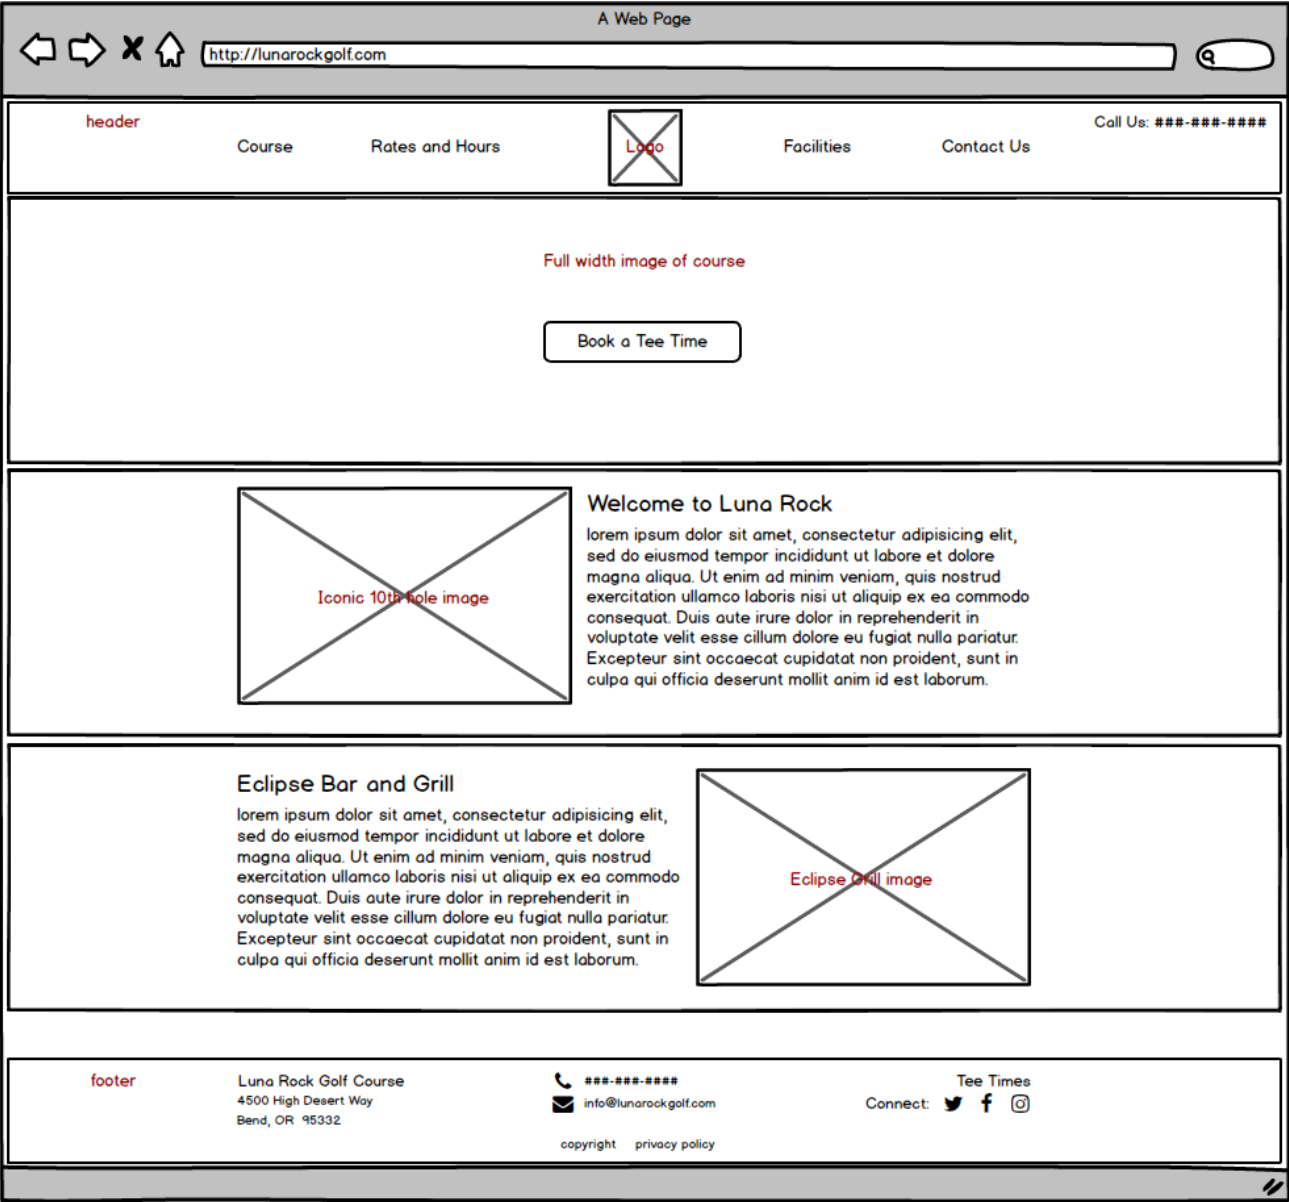 A Web Page
http://lunarockgolf.com
header
Call Us: ###-###-####
Course Rates and Hours Logo Facilities Contact Us
Full width image of course
Book a Tee Time
Iconic 10th hole image
Welcome to Luna Rock
lorem ipsum dolor sit amet, consectetur adipisicing elit,
sed do eiusmod tempor incididunt ut labore et dolore
magna aliqua. Ut enim ad minim veniam, quis nostrud
exercitation ullamco laboris nisi ut aliquip ex ea commodo
consequat. Duis aute irure dolor in reprehenderit in
voluptate velit esse cillum dolore eu fugiat nulla pariatur.
Excepteur sint occaecat cupidatat non proident, sunt in
culpa qui officia deserunt mollit anim id est laborum.
Eclipse Bar and Grill
lorem ipsum dolor sit amet, consectetur adipisicing elit,
sed do eiusmod tempor incididunt ut labore et dolore
magna aliqua. Ut enim ad minim veniam, quis nostrud
exercitation ullamco laboris nisi ut aliquip ex ea commodo
consequat. Duis aute irure dolor in reprehenderit in
voluptate velit esse cillum dolore eu fugiat nulla pariatur.
Excepteur sint occaecat cupidatat non proident, sunt in
culpa qui officia deserunt mollit anim id est laborum.
Eclipse Grill image
footer
Luna Rock Golf Course
4500 High Desert Way
Bend, OR 95332
###-###-####
info@lunarockgolf.com
Tee Times
Connect:
copyright privacy policy